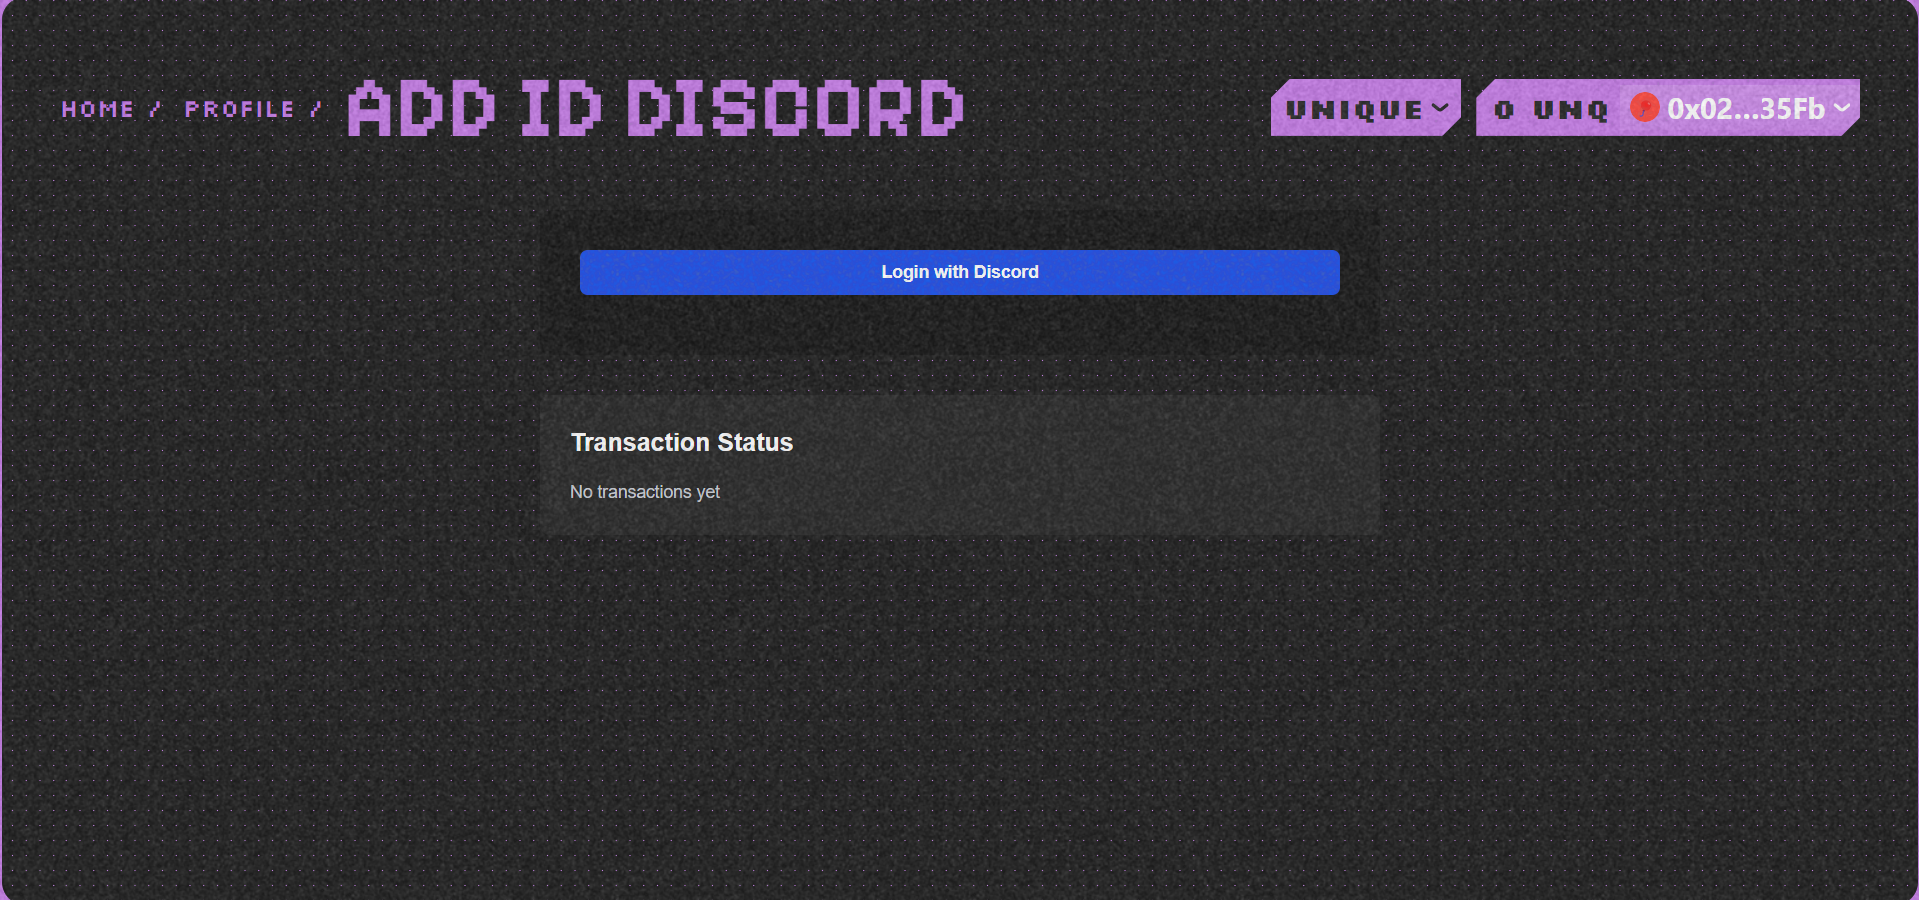 HOME / PROFILE / ADD ID DISCORD
UNIQUE
0 UNQ 0x02...35Fb
Login with Discord
Transaction Status
No transactions yet